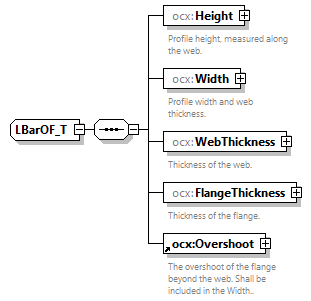 ocx:Height
Profile height, measured along
the web.
ocx:Width
Profile width and web
thickness.
LBarOF_T
ocx:WebThickness
Thickness of the web.
ocx:FlangeThickness
Thickness of the flange.
ocx:Overshoot
The overshoot of the flange
beyond the web. Shall be
included in the Width..